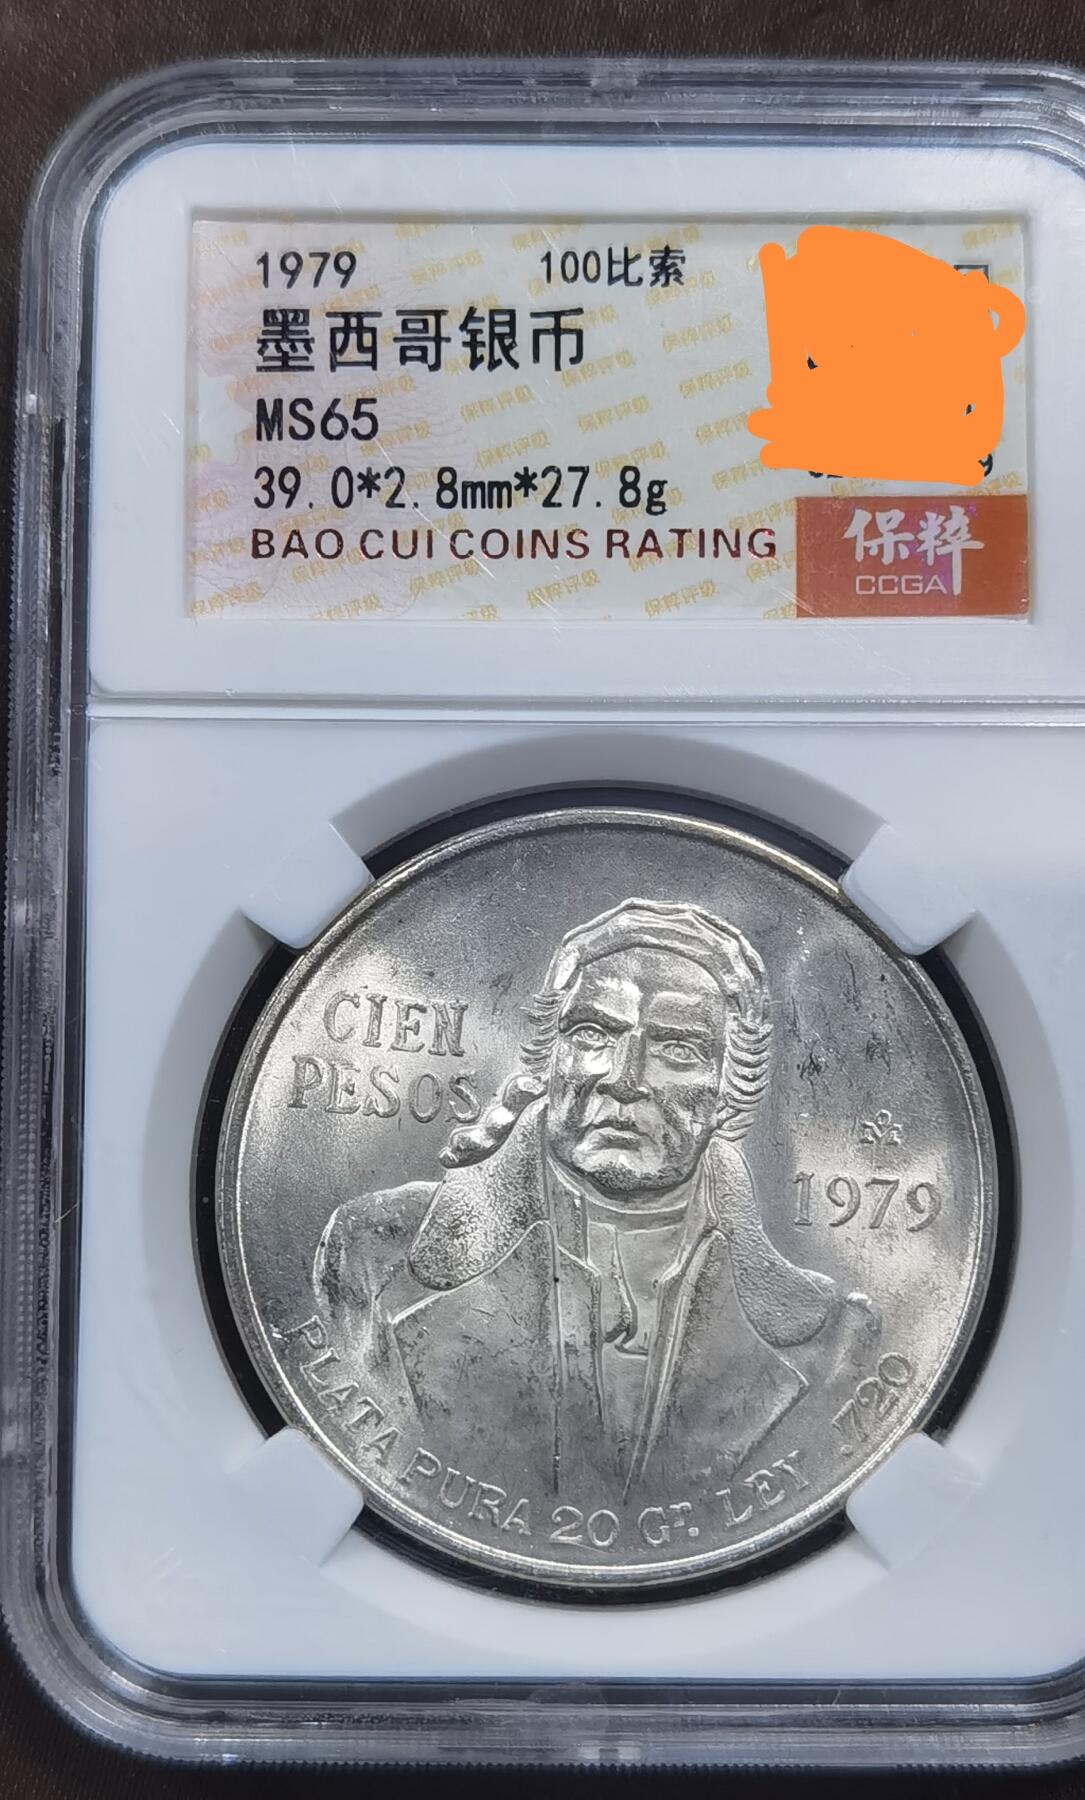 1979 100比索
墨西哥银币
MS65
39.0*2.8mm*27.8g
BAO CUI COINS RATING
保粹
CCGA
CIEN
PESOS
1979
PLATA PURA 20 Gr. LEY .720